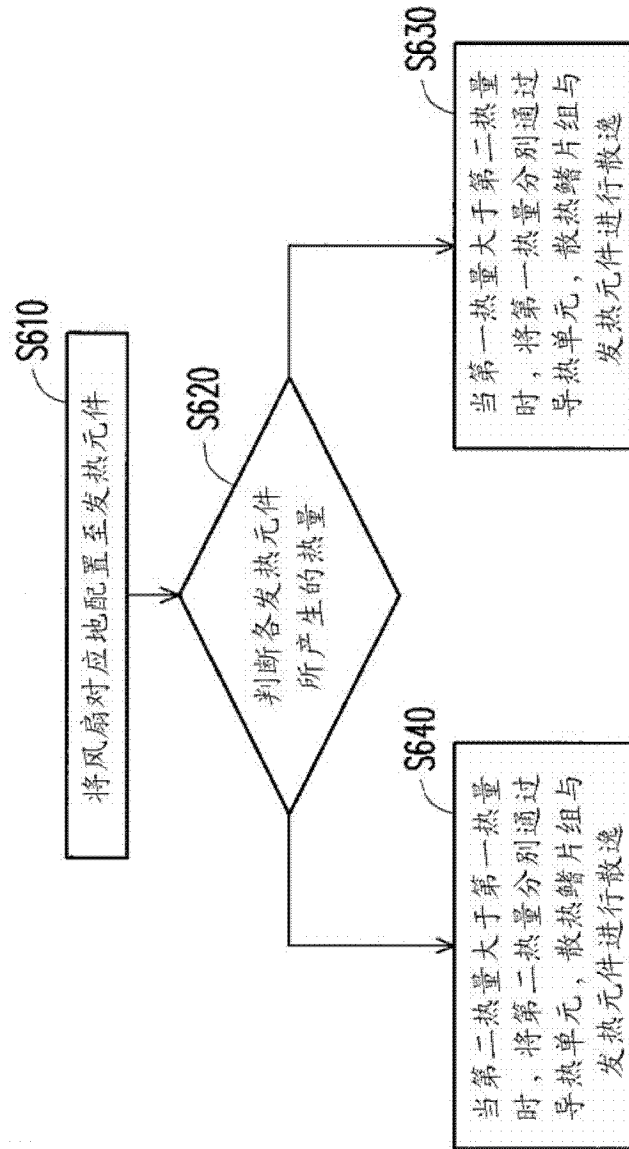 S610
将风扇对应地配置至发热元件
S620
判断各发热元件
所产生的热量
S640
当第二热量大于第一热量
时，将第二热量分别通过
导热单元，散热鳍片组与
发热元件进行散逸
S630
当第一热量大于第二热量
时，将第一热量分别通过
导热单元，散热鳍片组与
发热元件进行散逸